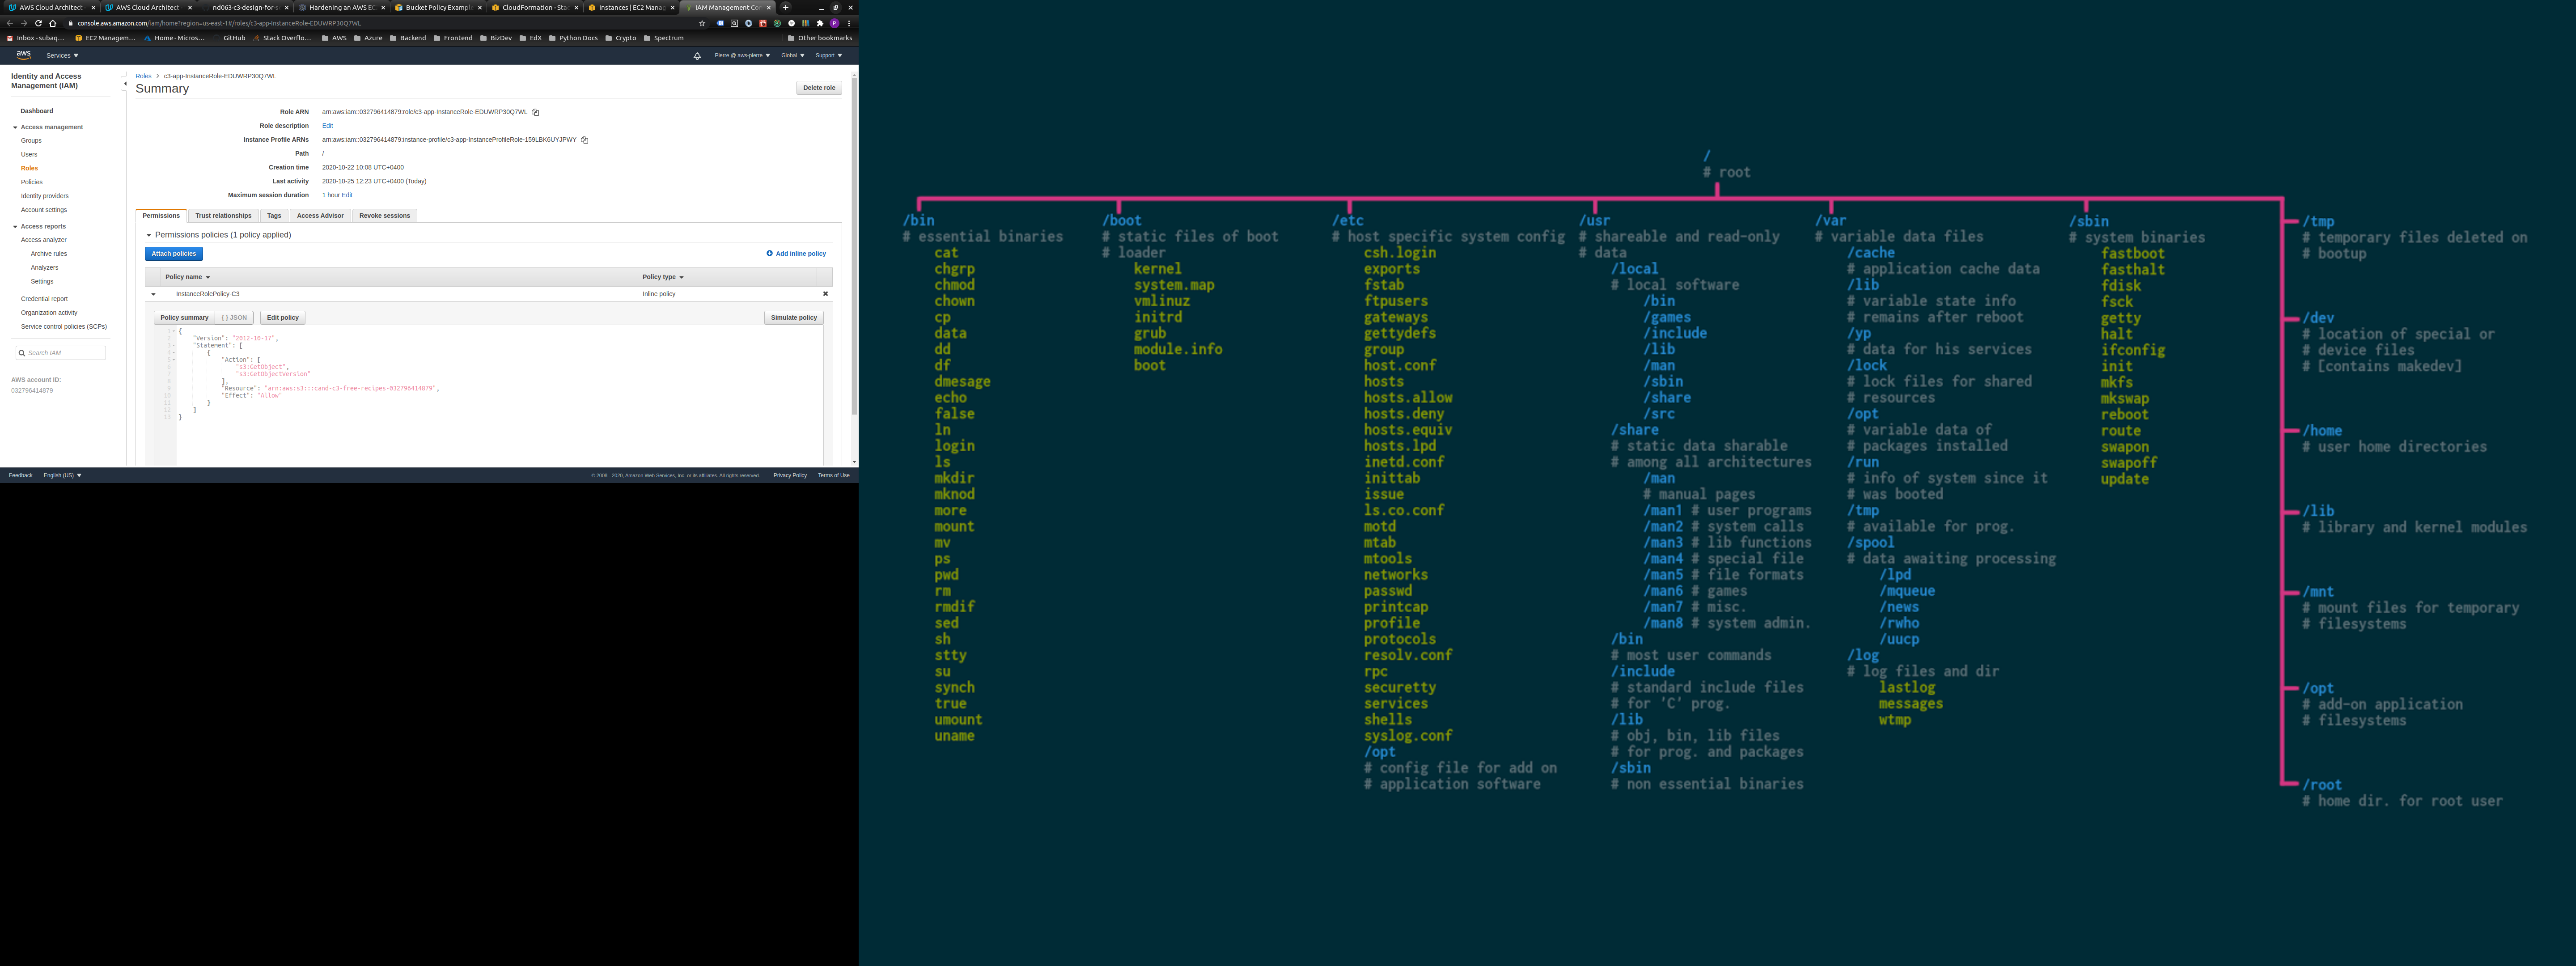 AWS Cloud Architect
AWS Cloud Architect
nd063-c3-design-for-s
Hardening an AWS EC
Bucket Policy Example
CloudFormation - Sta
Instances | EC2 Manag
IAM Management Co
console.aws.amazon.com/iam/home?region=us-east-1#/roles/c3-app-InstanceRole-EDUWRP30Q7WL
Inbox - subaq... EC2 Managem... Home - Micros... GitHub Stack Overflo... AWS Azure Backend Frontend BizDev EdX Python Docs Crypto Spectrum Other bookmarks
aws Services Pierre @ aws-pierre Global Support
Identity and Access
Management (IAM)
Dashboard
Access management
Groups
Users
Roles
Policies
Identity providers
Account settings
Access reports
Access analyzer
Archive rules
Analyzers
Settings
Credential report
Organization activity
Service control policies (SCPs)
Search IAM
AWS account ID:
032796414879
Roles > c3-app-InstanceRole-EDUWRP30Q7WL
Summary
Delete role
Role ARN arn:aws:iam::032796414879:role/c3-app-InstanceRole-EDUWRP30Q7WL
Role description Edit
Instance Profile ARNs arn:aws:iam::032796414879:instance-profile/c3-app-InstanceProfileRole-159LBK6UYJPWY
Path /
Creation time 2020-10-22 10:08 UTC+0400
Last activity 2020-10-25 12:23 UTC+0400 (Today)
Maximum session duration 1 hour Edit
Permissions Trust relationships Tags Access Advisor Revoke sessions
Permissions policies (1 policy applied)
Attach policies Add inline policy
Policy name Policy type
InstanceRolePolicy-C3 Inline policy
Policy summary { } JSON Edit policy Simulate policy
1 {
2 "Version": "2012-10-17",
3 "Statement": [
4 {
5 "Action": [
6 "s3:GetObject",
7 "s3:GetObjectVersion"
8 ],
9 "Resource": "arn:aws:s3:::cand-c3-free-recipes-032796414879",
10 "Effect": "Allow"
11 }
12 ]
13 }
Feedback English (US) © 2008 - 2020, Amazon Web Services, Inc. or its affiliates. All rights reserved. Privacy Policy Terms of Use
/
# root
/bin
# essential binaries
cat
chgrp
chmod
chown
cp
data
dd
df
dmesage
echo
false
ln
login
ls
mkdir
mknod
more
mount
mv
ps
pwd
rm
rmdif
sed
sh
stty
su
synch
true
umount
uname
/boot
# static files of boot
# loader
kernel
system.map
vmlinuz
initrd
grub
module.info
boot
/etc
# host specific system config
csh.login
exports
fstab
ftpusers
gateways
gettydefs
group
host.conf
hosts
hosts.allow
hosts.deny
hosts.equiv
hosts.lpd
inetd.conf
inittab
issue
ls.co.conf
motd
mtab
mtools
networks
passwd
printcap
profile
protocols
resolv.conf
rpc
securetty
services
shells
syslog.conf
/opt
# config file for add on
# application software
/usr
# shareable and read-only
# data
/local
# local software
/bin
/games
/include
/lib
/man
/sbin
/share
/src
/share
# static data sharable
# among all architectures
/man
# manual pages
/man1 # user programs
/man2 # system calls
/man3 # lib functions
/man4 # special file
/man5 # file formats
/man6 # games
/man7 # misc.
/man8 # system admin.
/bin
# most user commands
/include
# standard include files
# for 'C' prog.
/lib
# obj, bin, lib files
# for prog. and packages
/sbin
# non essential binaries
/var
# variable data files
/cache
# application cache data
/lib
# variable state info
# remains after reboot
/yp
# data for his services
/lock
# lock files for shared
# resources
/opt
# variable data of
# packages installed
/run
# info of system since it
# was booted
/tmp
# available for prog.
/spool
# data awaiting processing
/lpd
/mqueue
/news
/rwho
/uucp
/log
# log files and dir
lastlog
messages
wtmp
/sbin
# system binaries
fastboot
fasthalt
fdisk
fsck
getty
halt
ifconfig
init
mkfs
mkswap
reboot
route
swapon
swapoff
update
/tmp
# temporary files deleted on
# bootup
/dev
# location of special or
# device files
# [contains makedev]
/home
# user home directories
/lib
# library and kernel modules
/mnt
# mount files for temporary
# filesystems
/opt
# add-on application
# filesystems
/root
# home dir. for root user